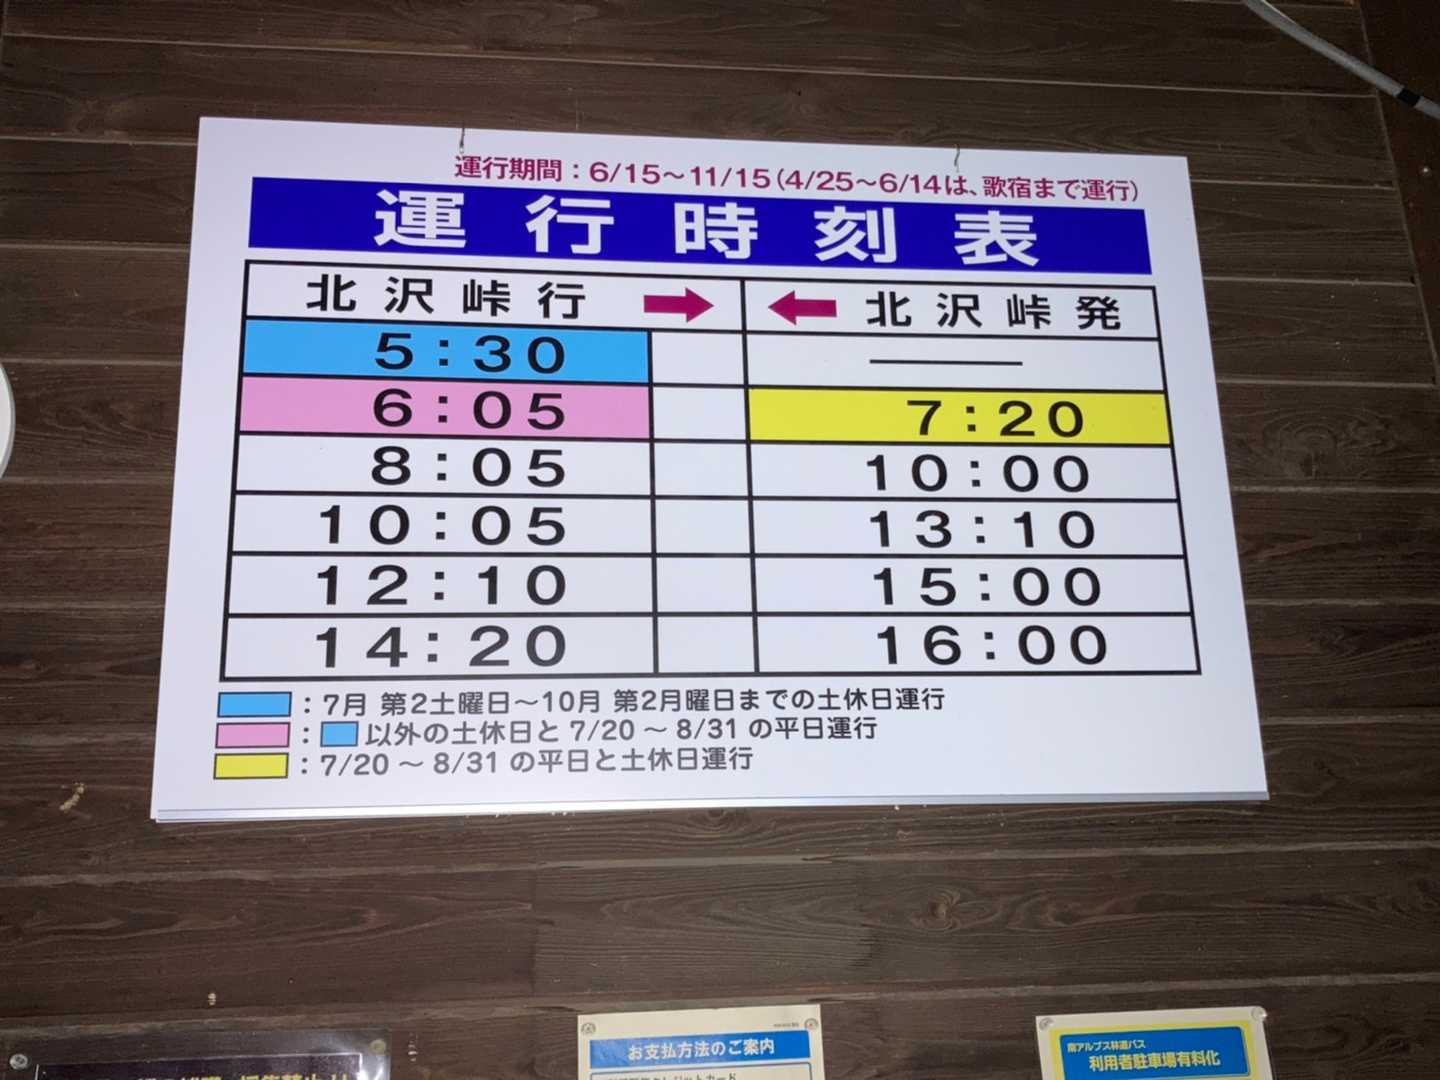 運行期間：6/15～11/15（4/25～6/14は、歌宿まで運行）
運行時刻表
北沢峠行 → ← 北沢峠発
5：30 ――
6：05 7：20
8：05 10：00
10：05 13：10
12：10 15：00
14：20 16：00
：7月 第2土曜日～10月 第2月曜日までの土休日運行
：以外の土休日と 7/20 ～ 8/31 の平日運行
：7/20 ～ 8/31 の平日と土休日運行
お支払方法のご案内
南アルプス林道バス
利用者駐車場有料化